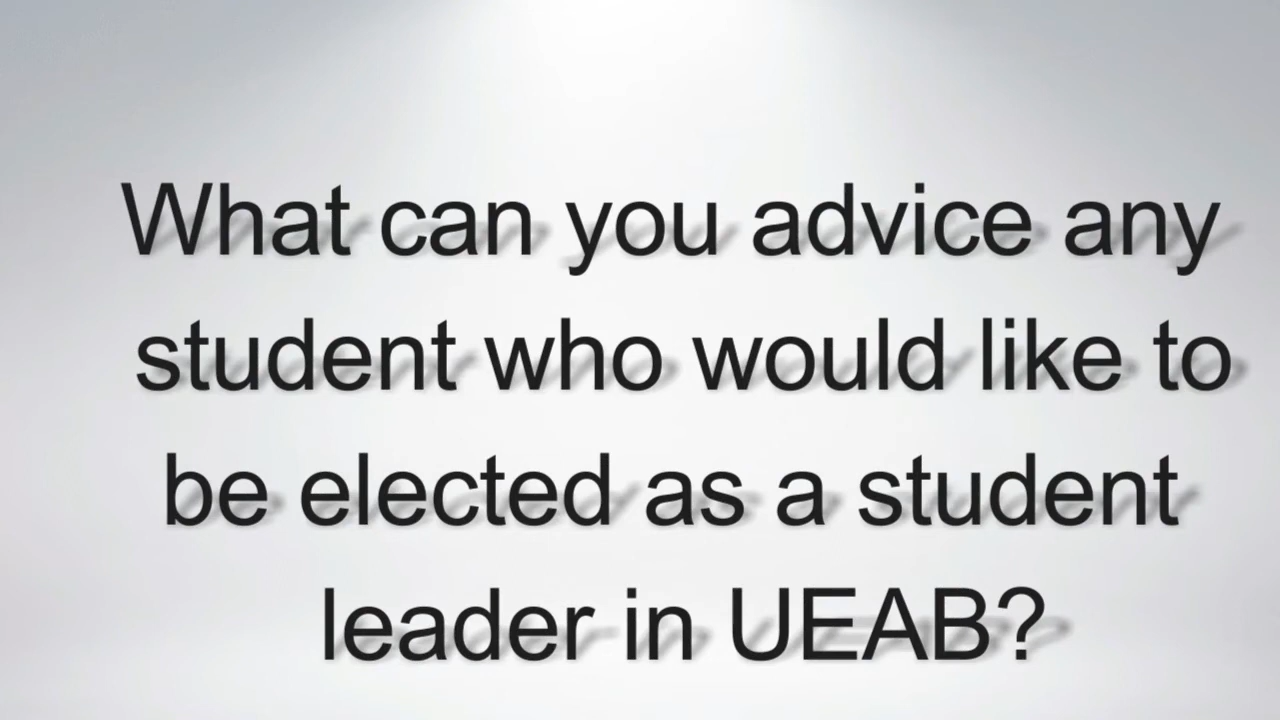 What can you advice any
student who would like to
be elected as a student
leader in UEAB?